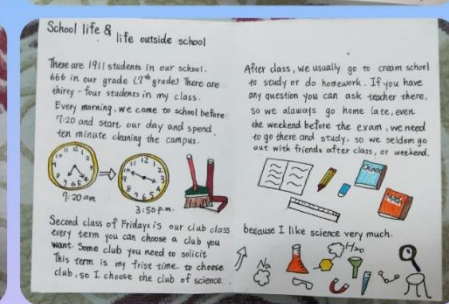 School life &
life outside school
There are 1911 students in our school.
666 in our grade (7th grade) There are
thirty-four students in my class.
Every morning, we come to school before
7:20 and start our day and spend
ten minute cleaning the campus.
7:20 am
3:50 p.m.
Second class of Fridays is our club class
every term you can choose a club you
want. Some club you need to solicit
This term is my frist time to choose
club, so I choose the club of science
After class, we usually go to cream school
to study or do homework. If you have
any question you can ask teacher there,
so we alaways go home late, even
the weekend before the exam, we need
to go there and study, so we seldom go
out with friends after class, or weekend.
Math
because I like science very much.